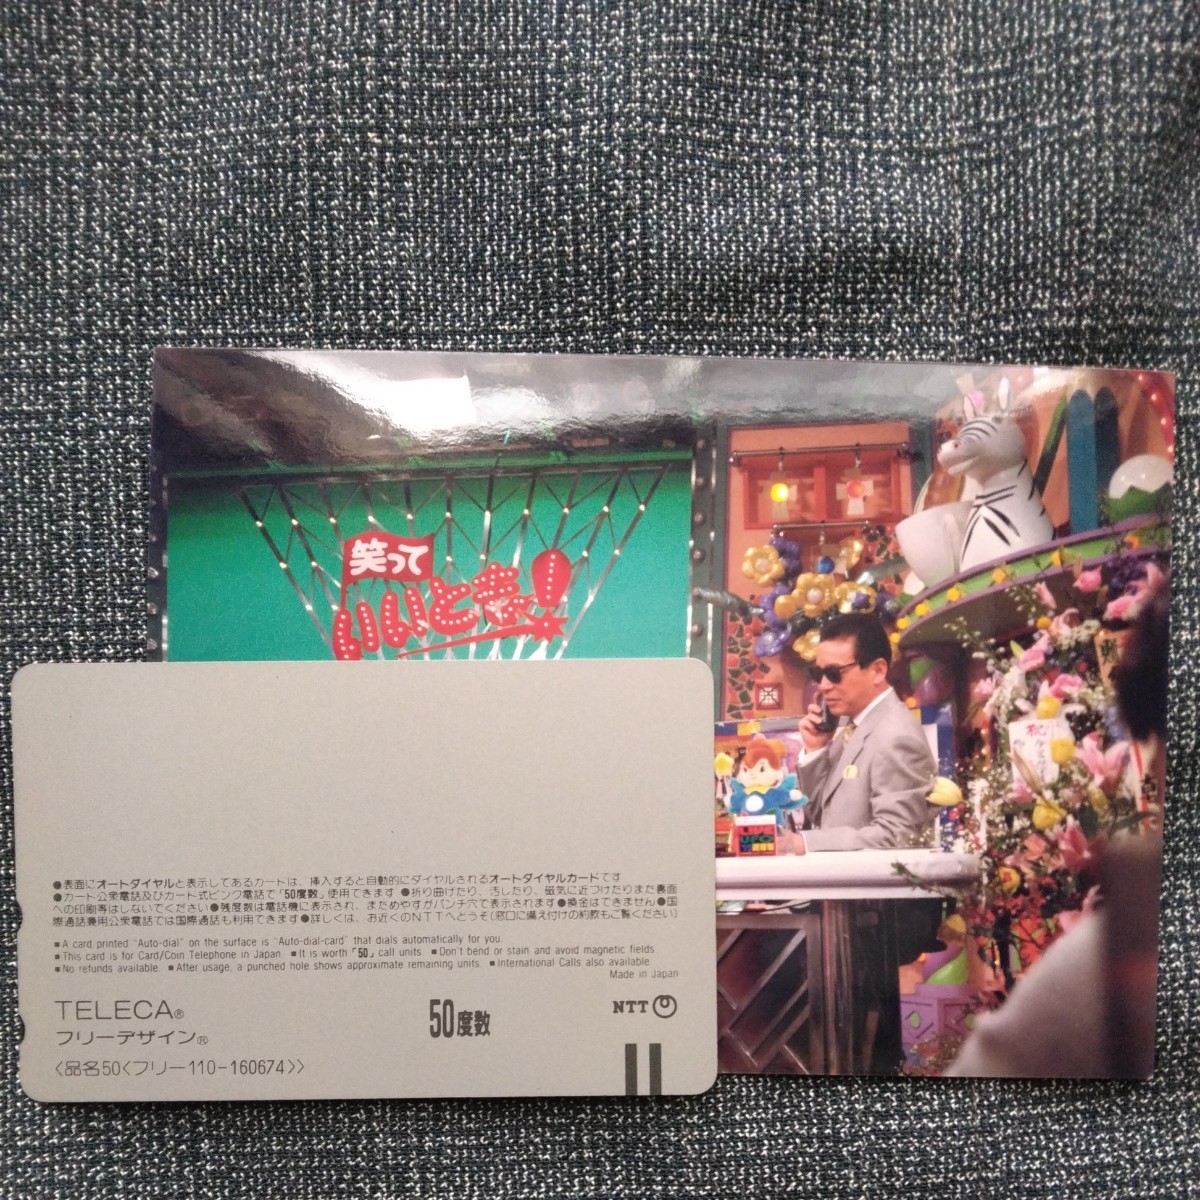 笑って
いいとも!
祝
LIVE
UFO
●表面にオートダイヤルと表示してあるカードは、挿入すると自動的にダイヤルされるオートダイヤルカードです
●カード公衆電話及びカード式ピンク電話で「50度数」使用できます ●折り曲げたり、汚したり、磁気に近づけたりまた裏面
への印刷等はしないでください ●残度数は電話機に表示され、まためやすがパンチ穴で表示されます ●換金はできません ●国
際通話兼用公衆電話では国際通話も利用できます ●詳しくは、お近くのNTTへどうぞ(窓口に備え付けの約款もご覧ください)
■A card printed "Auto-dial" on the surface is "Auto-dial-card" that dials automatically for you.
■This card is for Card/Coin Telephone in Japan. ■It is worth「50」call units. ■Don't bend or stain and avoid magnetic fields
■No refunds available. ■After usage, a punched hole shows approximate remaining units. ■International Calls also available.
Made in Japan
TELECA®
フリーデザイン®
50度数
NTT
〈品名50〈フリー110-160674〉〉